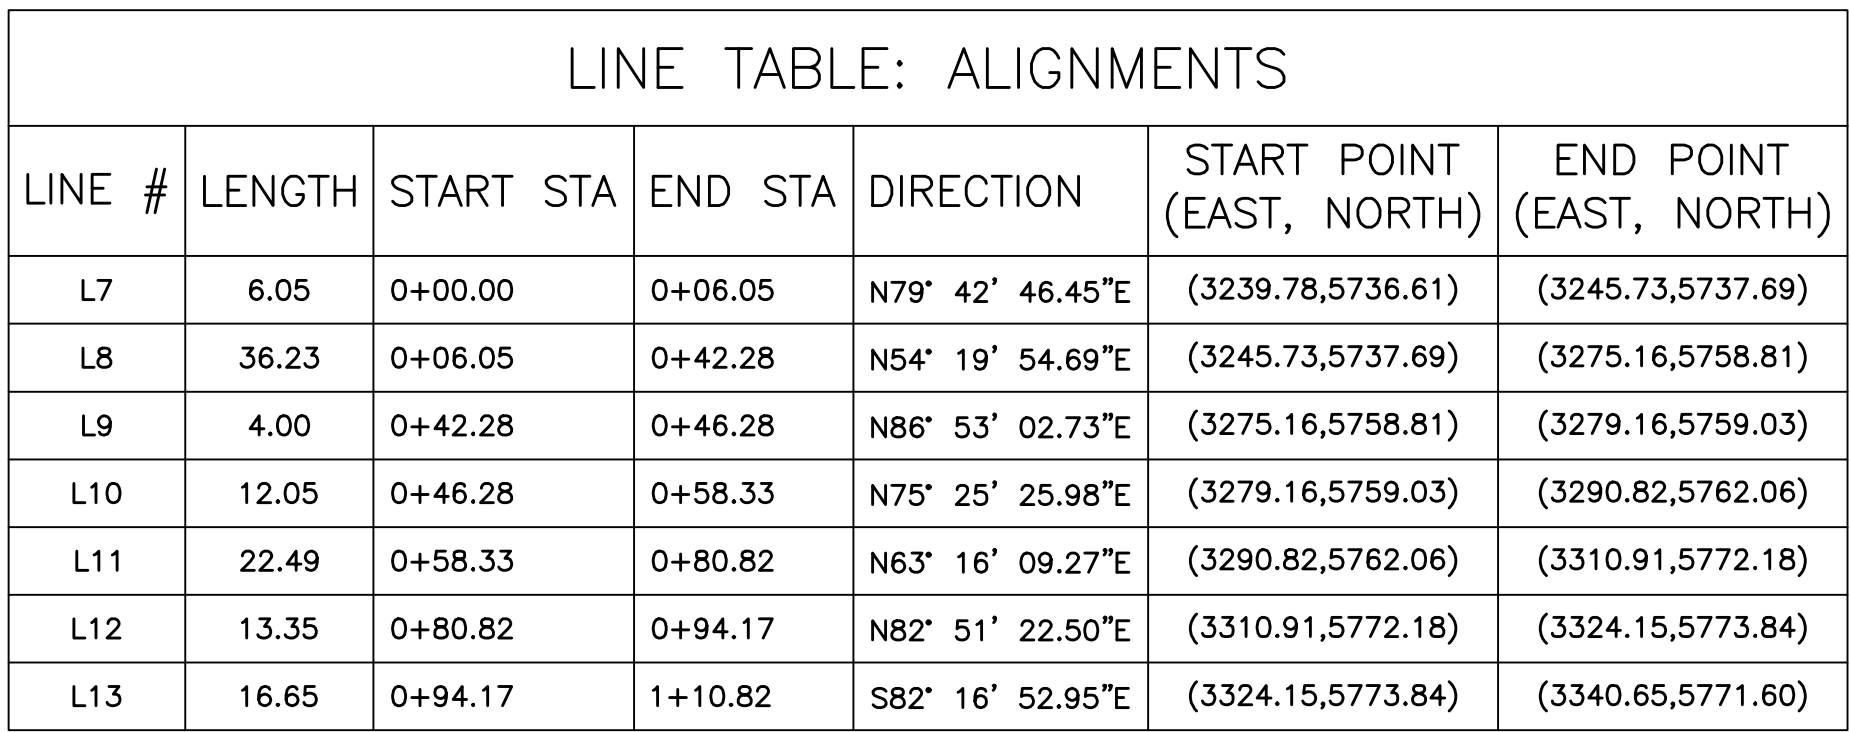 LINE TABLE: ALIGNMENTS
LINE # LENGTH START STA END STA DIRECTION START POINT (EAST, NORTH) END POINT (EAST, NORTH)
L7 6.05 0+00.00 0+06.05 N79° 42' 46.45"E (3239.78,5736.61) (3245.73,5737.69)
L8 36.23 0+06.05 0+42.28 N54° 19' 54.69"E (3245.73,5737.69) (3275.16,5758.81)
L9 4.00 0+42.28 0+46.28 N86° 53' 02.73"E (3275.16,5758.81) (3279.16,5759.03)
L10 12.05 0+46.28 0+58.33 N75° 25' 25.98"E (3279.16,5759.03) (3290.82,5762.06)
L11 22.49 0+58.33 0+80.82 N63° 16' 09.27"E (3290.82,5762.06) (3310.91,5772.18)
L12 13.35 0+80.82 0+94.17 N82° 51' 22.50"E (3310.91,5772.18) (3324.15,5773.84)
L13 16.65 0+94.17 1+10.82 S82° 16' 52.95"E (3324.15,5773.84) (3340.65,5771.60)